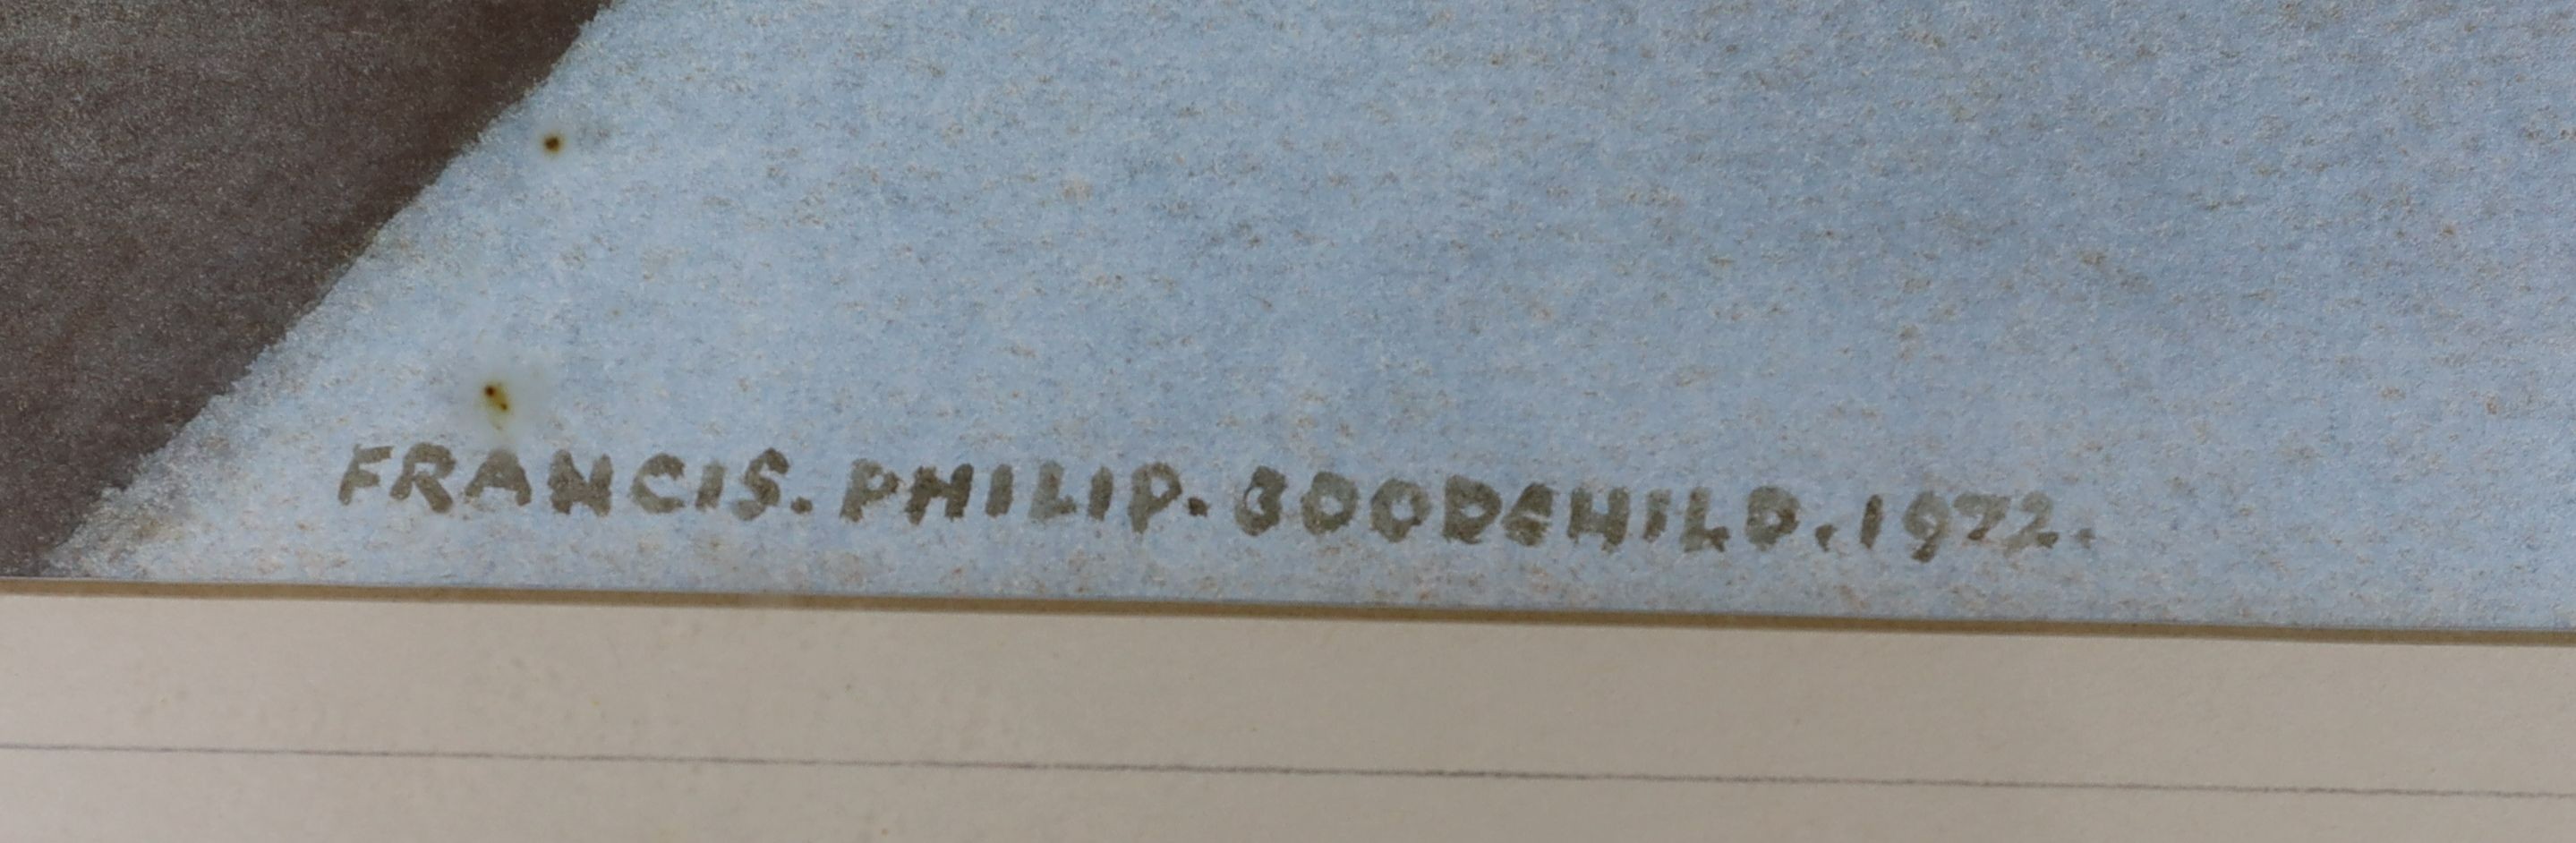 FRANCIS. PHILIP. GOODCHILD. 1972.